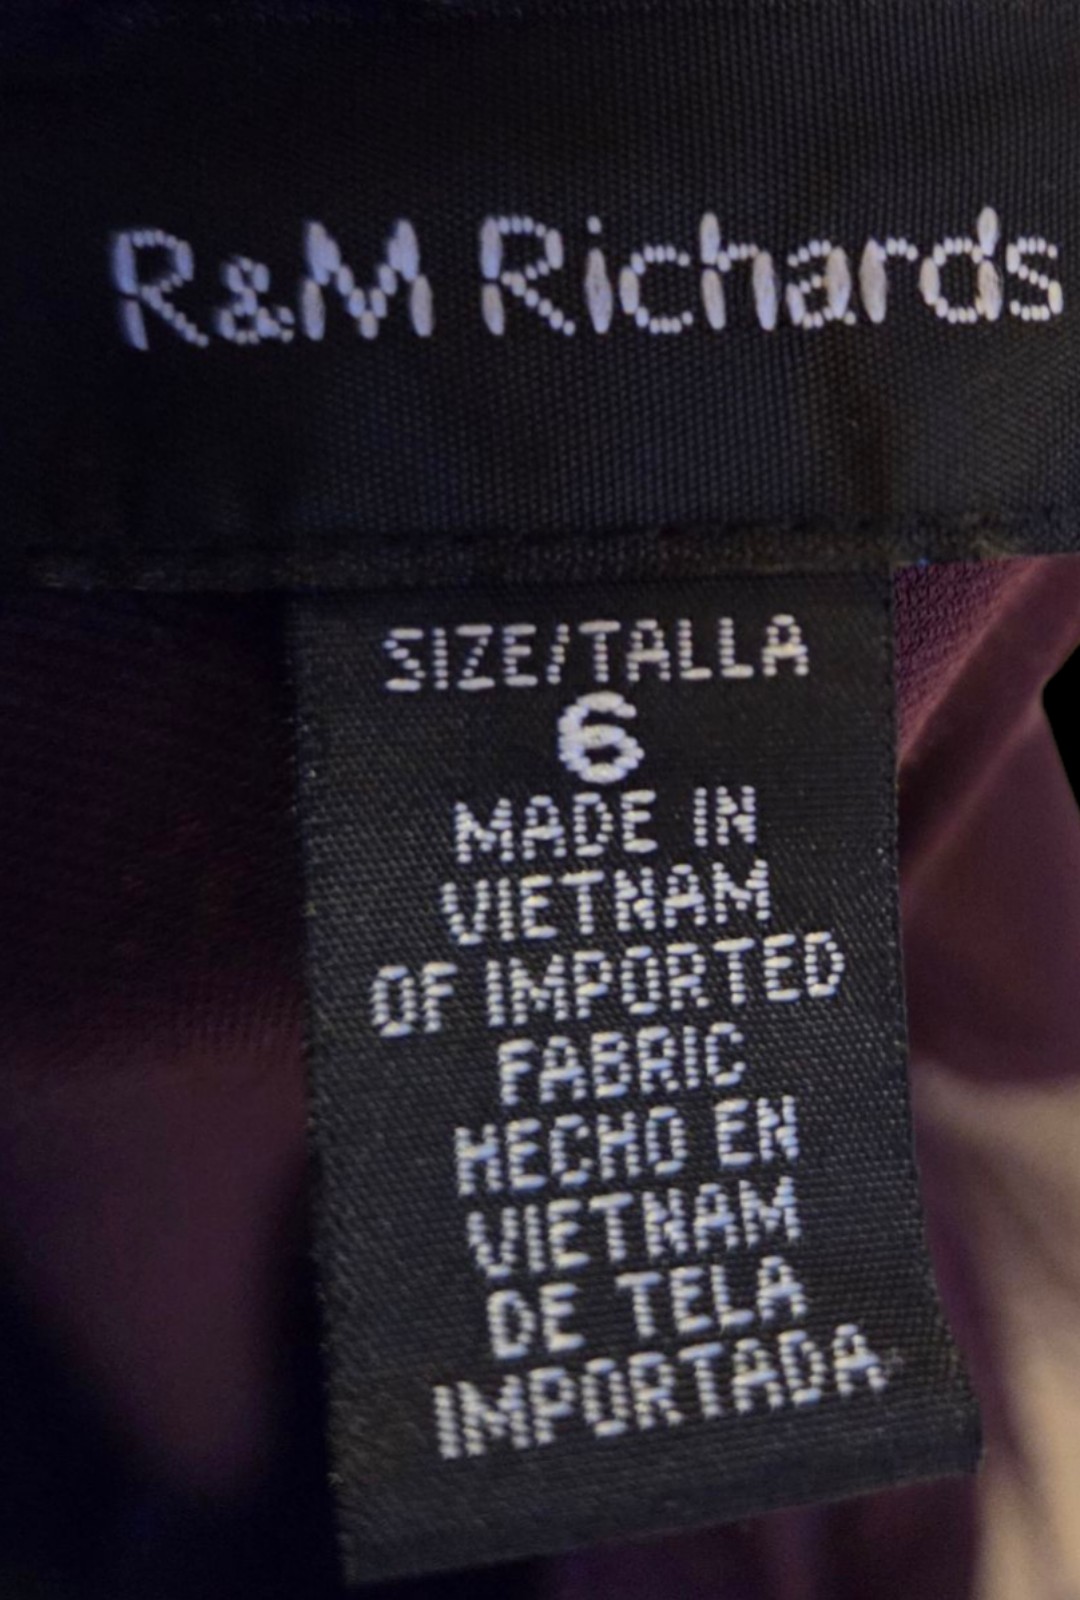 R&M Richards
SIZE/TALLA
6
MADE IN
VIETNAM
OF IMPORTED
FABRIC
HECHO EN
VIETNAM
DE TELA
IMPORTADA